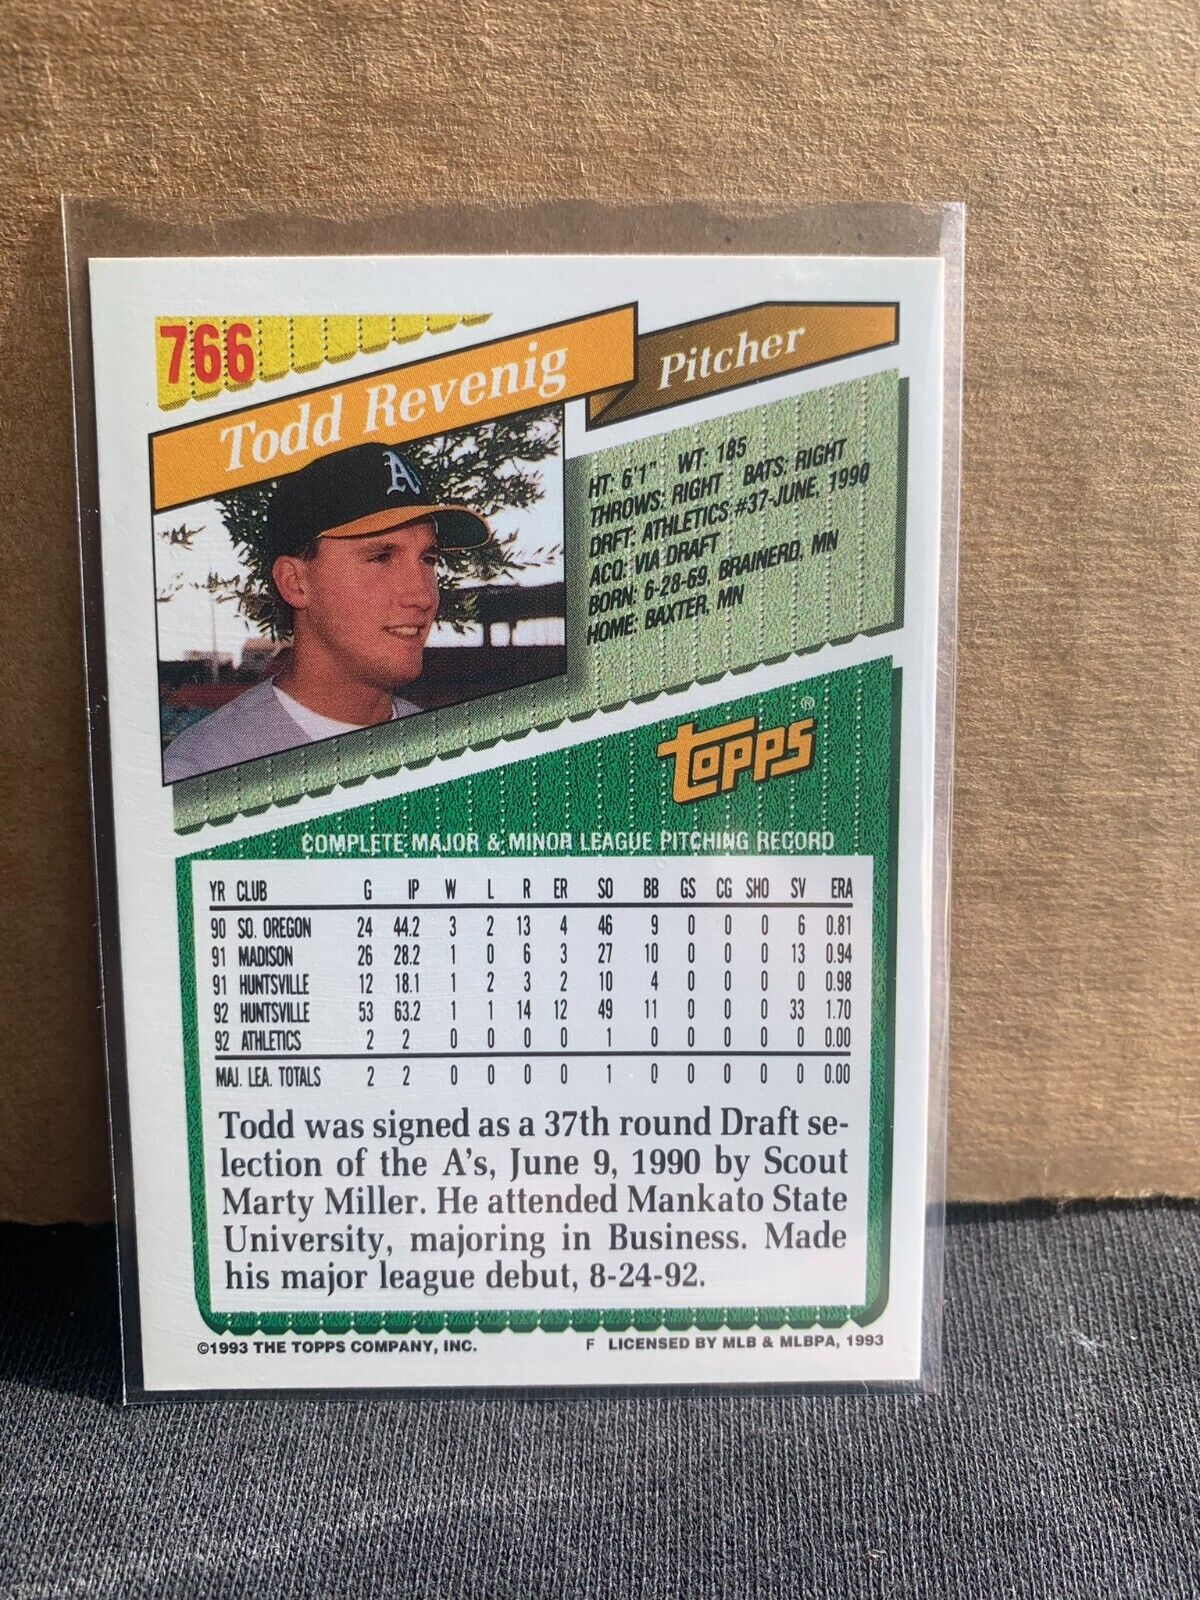 766
Todd Revenig
Pitcher
A's
HT: 6'1" WT: 185
THROWS: RIGHT BATS: RIGHT
DRFT: ATHLETICS #37-JUNE, 1990
ACQ: VIA DRAFT
BORN: 6-28-69, BRAINERD, MN
HOME: BAXTER, MN
Topps®
COMPLETE MAJOR & MINOR LEAGUE PITCHING RECORD
YR CLUB G IP W L R ER SO BB GS CG SHO SV ERA
90 SO. OREGON 24 44.2 3 2 13 4 46 9 0 0 0 6 0.81
91 MADISON 26 28.2 1 0 6 3 27 10 0 0 0 13 0.94
91 HUNTSVILLE 12 18.1 1 2 3 2 10 4 0 0 0 0 0.98
92 HUNTSVILLE 53 63.2 1 1 14 12 49 11 0 0 0 33 1.70
92 ATHLETICS 2 2 0 0 0 0 1 0 0 0 0 0 0.00
MAJ. LEA. TOTALS 2 2 0 0 0 0 1 0 0 0 0 0 0.00
Todd was signed as a 37th round Draft se-
lection of the A's, June 9, 1990 by Scout
Marty Miller. He attended Mankato State
University, majoring in Business. Made
his major league debut, 8-24-92.
©1993 THE TOPPS COMPANY, INC. F LICENSED BY MLB & MLBPA, 1993